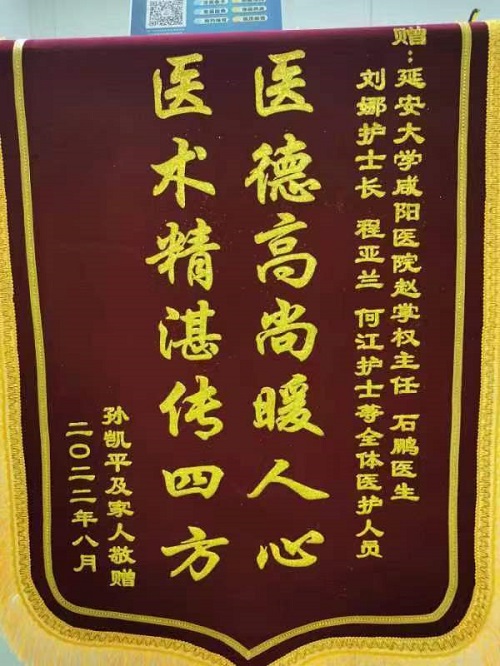 赠：延安大学咸阳医院赵掌权主任 石鹏医生
刘娜护士长 程亚兰 何江护士等全体医护人员
医德高尚暖人心
医术精湛传四方
孙凯平及家人敬赠
二〇二二年八月